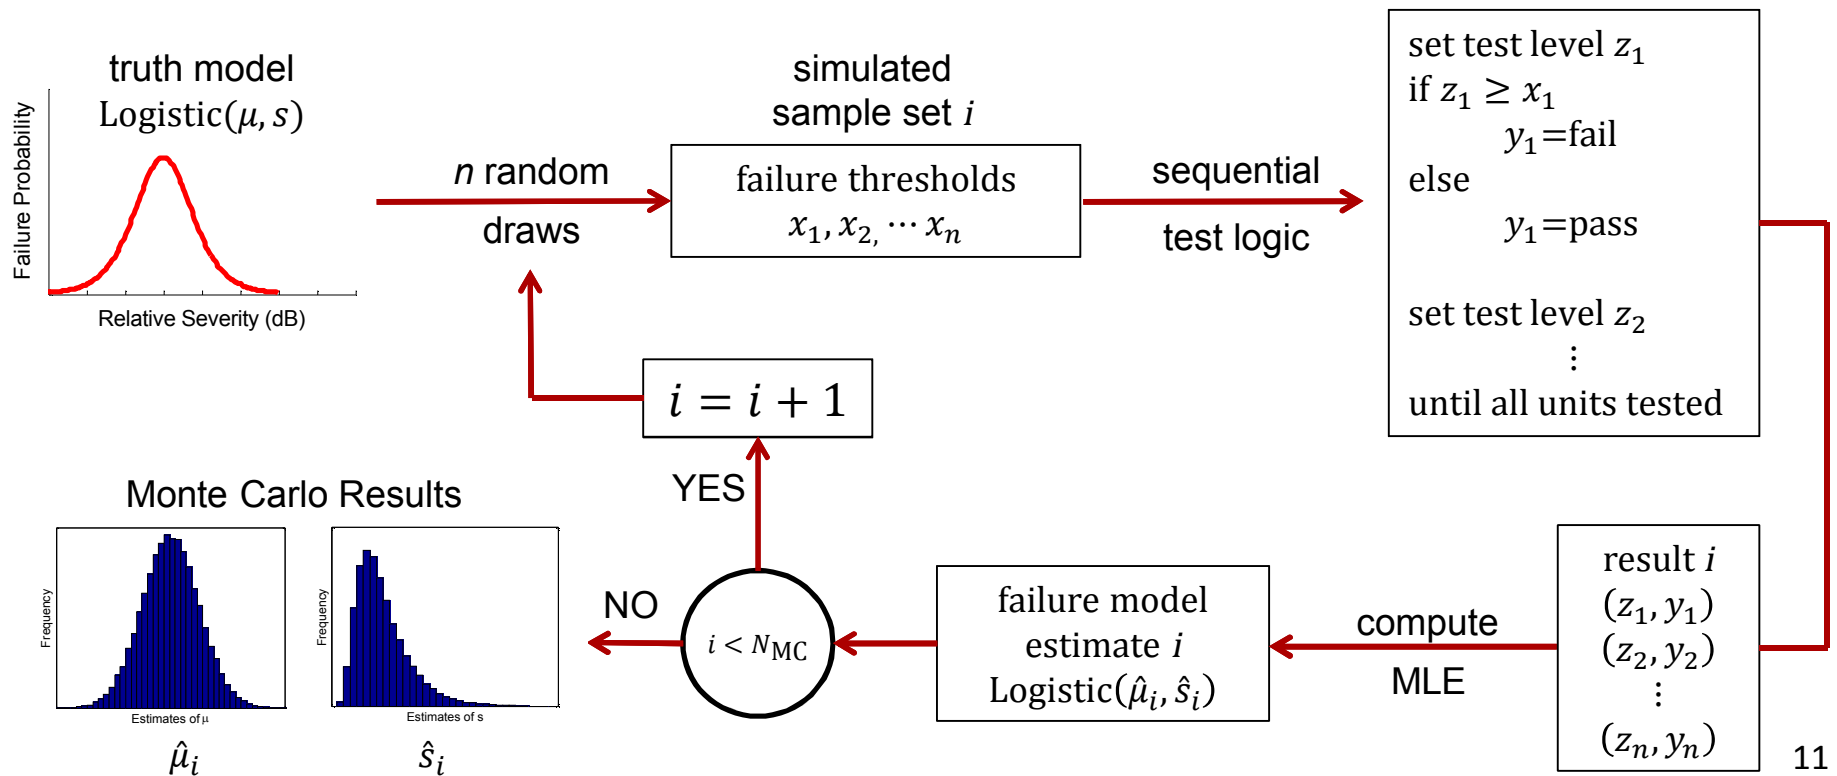 truth model
Logistic(μ, s)
Failure Probability
Relative Severity (dB)
n random
draws
simulated
sample set i
failure thresholds
x₁, x₂, ⋯ xₙ
sequential
test logic
set test level z₁
if z₁ ≥ x₁
y₁=fail
else
y₁=pass
set test level z₂
⋮
until all units tested
result i
(z₁, y₁)
(z₂, y₂)
⋮
(zₙ, yₙ)
compute
MLE
failure model
estimate i
Logistic(μ̂ᵢ, ŝᵢ)
i < N_MC
YES
i = i + 1
NO
Monte Carlo Results
Frequency
Estimates of μ
μ̂ᵢ
Frequency
Estimates of s
ŝᵢ
11